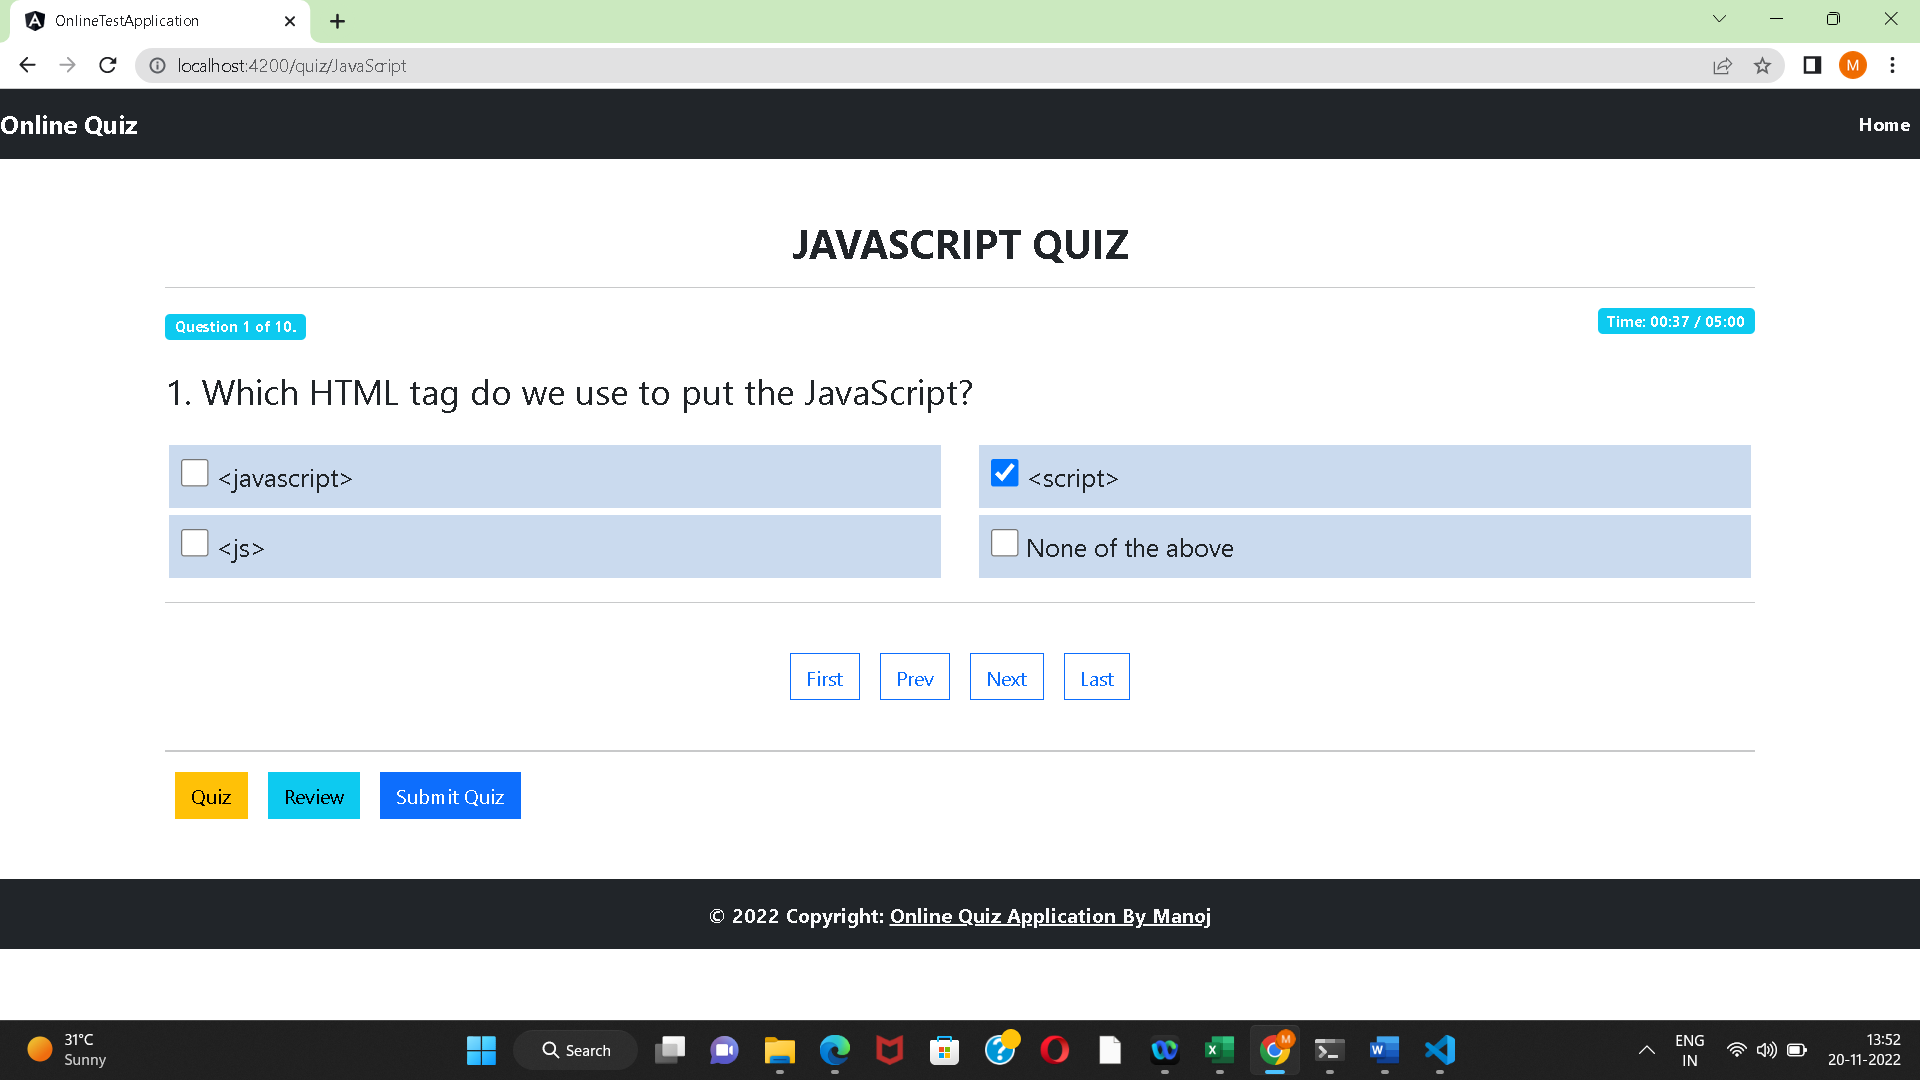 OnlineTestApplication
localhost:4200/quiz/JavaScript
M
Online Quiz
Home
JAVASCRIPT QUIZ
Question 1 of 10.
Time: 00:37 / 05:00
1. Which HTML tag do we use to put the JavaScript?
<javascript>
<script>
<js>
None of the above
First
Prev
Next
Last
Quiz
Review
Submit Quiz
© 2022 Copyright: Online Quiz Application By Manoj
31°C
Sunny
Search
M
ENG
IN
13:52
20-11-2022